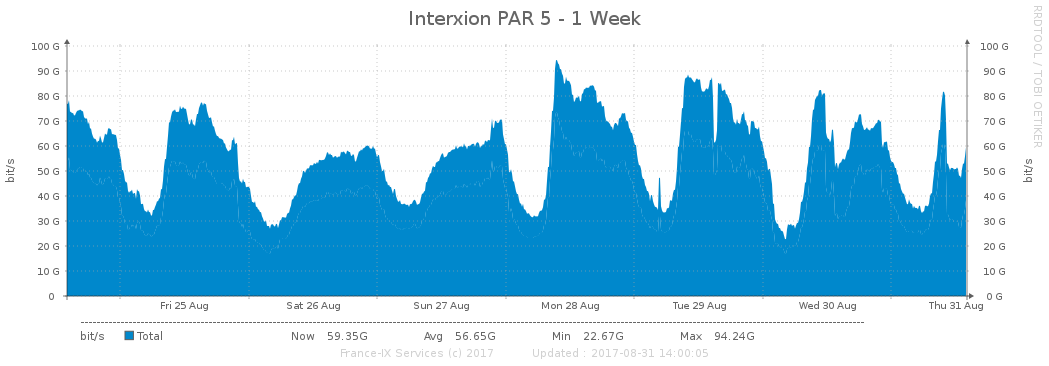 Interxion PAR 5 - 1 Week
RRDTOOL / TOBI OETIKER
bit/s
bit/s
100 G 100 G
90 G 90 G
80 G 80 G
70 G 70 G
60 G 60 G
50 G 50 G
40 G 40 G
30 G 30 G
20 G 20 G
10 G 10 G
0 0 G
Fri 25 Aug Sat 26 Aug Sun 27 Aug Mon 28 Aug Tue 29 Aug Wed 30 Aug Thu 31 Aug
bit/s Total Now 59.35G Avg 56.65G Min 22.67G Max 94.24G
France-IX Services (c) 2017 Updated : 2017-08-31 14:00:05